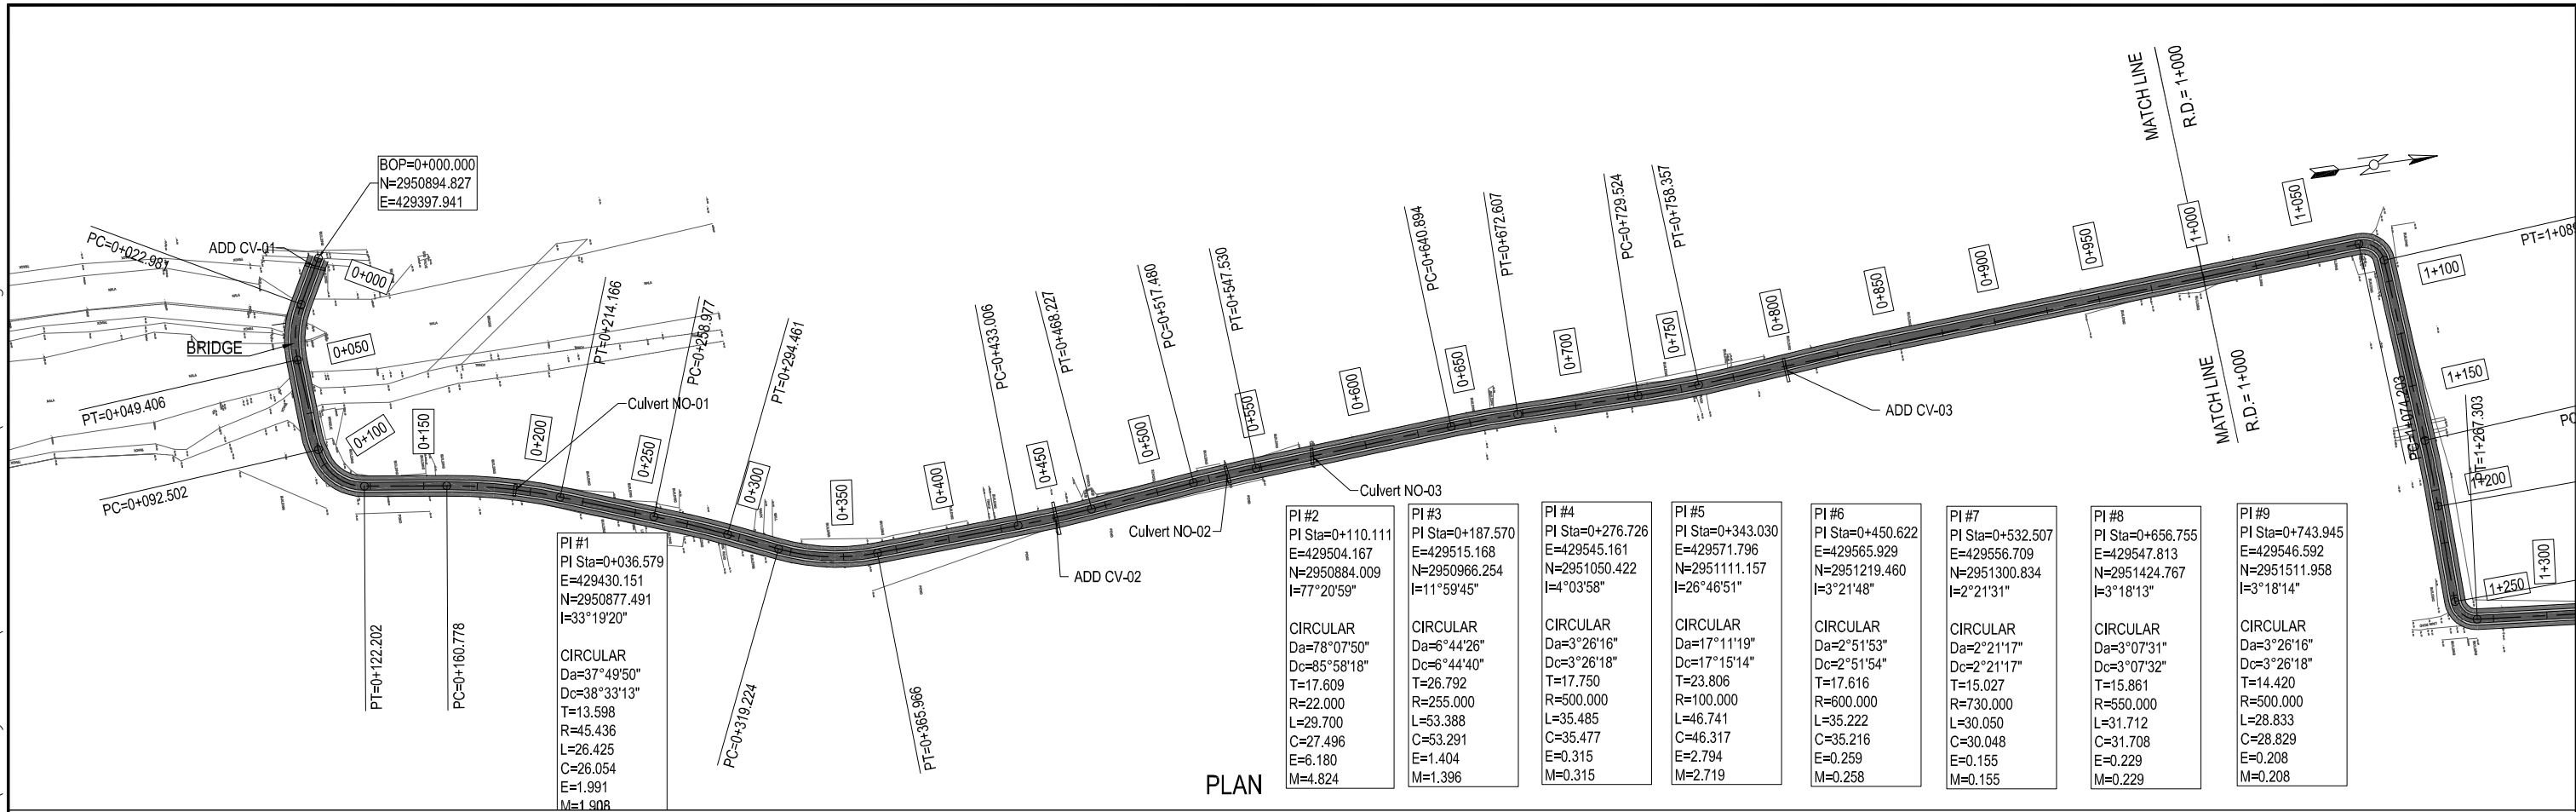 BOP=0+000.000
N=2950894.827
E=429397.941
ADD CV-01
PC=0+022.981
0+000
BRIDGE
0+050
PT=0+049.406
0+100
PC=0+092.502
PT=0+122.202
0+150
PC=0+160.778
0+200
PT=0+214.166
Culvert NO-01
0+250
PC=0+258.977
PT=0+294.461
0+300
PC=0+319.224
0+350
PT=0+365.966
0+400
PC=0+433.006
0+450
PT=0+468.227
ADD CV-02
0+500
PC=0+517.480
Culvert NO-02
PT=0+547.530
0+550
Culvert NO-03
0+600
PC=0+640.894
0+650
PT=0+672.607
0+700
PC=0+729.524
0+750
PT=0+758.357
0+800
ADD CV-03
0+850
0+900
0+950
MATCH LINE
R.D.= 1+000
1+000
MATCH LINE
R.D.= 1+000
1+050
PC=1+074.203
PT=1+089
1+100
1+150
PC
1+200
1+250
PT=1+267.303
1+300
PI #1
PI Sta=0+036.579
E=429430.151
N=2950877.491
I=33°19'20"
CIRCULAR
Da=37°49'50"
Dc=38°33'13"
T=13.598
R=45.436
L=26.425
C=26.054
E=1.991
M=1.908
PI #2
PI Sta=0+110.111
E=429504.167
N=2950884.009
I=77°20'59"
CIRCULAR
Da=78°07'50"
Dc=85°58'18"
T=17.609
R=22.000
L=29.700
C=27.496
E=6.180
M=4.824
PI #3
PI Sta=0+187.570
E=429515.168
N=2950966.254
I=11°59'45"
CIRCULAR
Da=6°44'26"
Dc=6°44'40"
T=26.792
R=255.000
L=53.388
C=53.291
E=1.404
M=1.396
PI #4
PI Sta=0+276.726
E=429545.161
N=2951050.422
I=4°03'58"
CIRCULAR
Da=3°26'16"
Dc=3°26'18"
T=17.750
R=500.000
L=35.485
C=35.477
E=0.315
M=0.315
PI #5
PI Sta=0+343.030
E=429571.796
N=2951111.157
I=26°46'51"
CIRCULAR
Da=17°11'19"
Dc=17°15'14"
T=23.806
R=100.000
L=46.741
C=46.317
E=2.794
M=2.719
PI #6
PI Sta=0+450.622
E=429565.929
N=2951219.460
I=3°21'48"
CIRCULAR
Da=2°51'53"
Dc=2°51'54"
T=17.616
R=600.000
L=35.222
C=35.216
E=0.259
M=0.258
PI #7
PI Sta=0+532.507
E=429556.709
N=2951300.834
I=2°21'31"
CIRCULAR
Da=2°21'17"
Dc=2°21'17"
T=15.027
R=730.000
L=30.050
C=30.048
E=0.155
M=0.155
PI #8
PI Sta=0+656.755
E=429547.813
N=2951424.767
I=3°18'13"
CIRCULAR
Da=3°07'31"
Dc=3°07'32"
T=15.861
R=550.000
L=31.712
C=31.708
E=0.229
M=0.229
PI #9
PI Sta=0+743.945
E=429546.592
N=2951511.958
I=3°18'14"
CIRCULAR
Da=3°26'16"
Dc=3°26'18"
T=14.420
R=500.000
L=28.833
C=28.829
E=0.208
M=0.208
PLAN